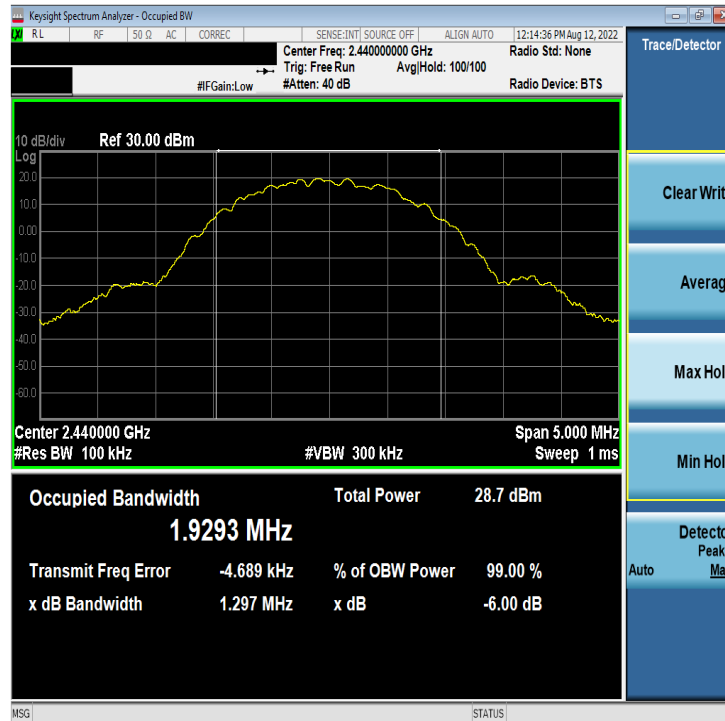 Keysight Spectrum Analyzer - Occupied BW
RL RF 50 Ω AC CORREC SENSE:INT SOURCE OFF ALIGN AUTO 12:14:36 PM Aug 12, 2022
Center Freq: 2.440000000 GHz Radio Std: None
Trig: Free Run Avg|Hold: 100/100
#IFGain:Low #Atten: 40 dB Radio Device: BTS
Trace/Detector
10 dB/div Ref 30.00 dBm
Log
20.0
10.0
0.00
-10.0
-20.0
-30.0
-40.0
-50.0
-60.0
Center 2.440000 GHz Span 5.000 MHz
#Res BW 100 kHz #VBW 300 kHz Sweep 1 ms
Occupied Bandwidth Total Power 28.7 dBm
1.9293 MHz
Transmit Freq Error -4.689 kHz % of OBW Power 99.00 %
x dB Bandwidth 1.297 MHz x dB -6.00 dB
Clear Writ
Averag
Max Hol
Min Hol
Detecto
Peak
Auto Ma
MSG STATUS